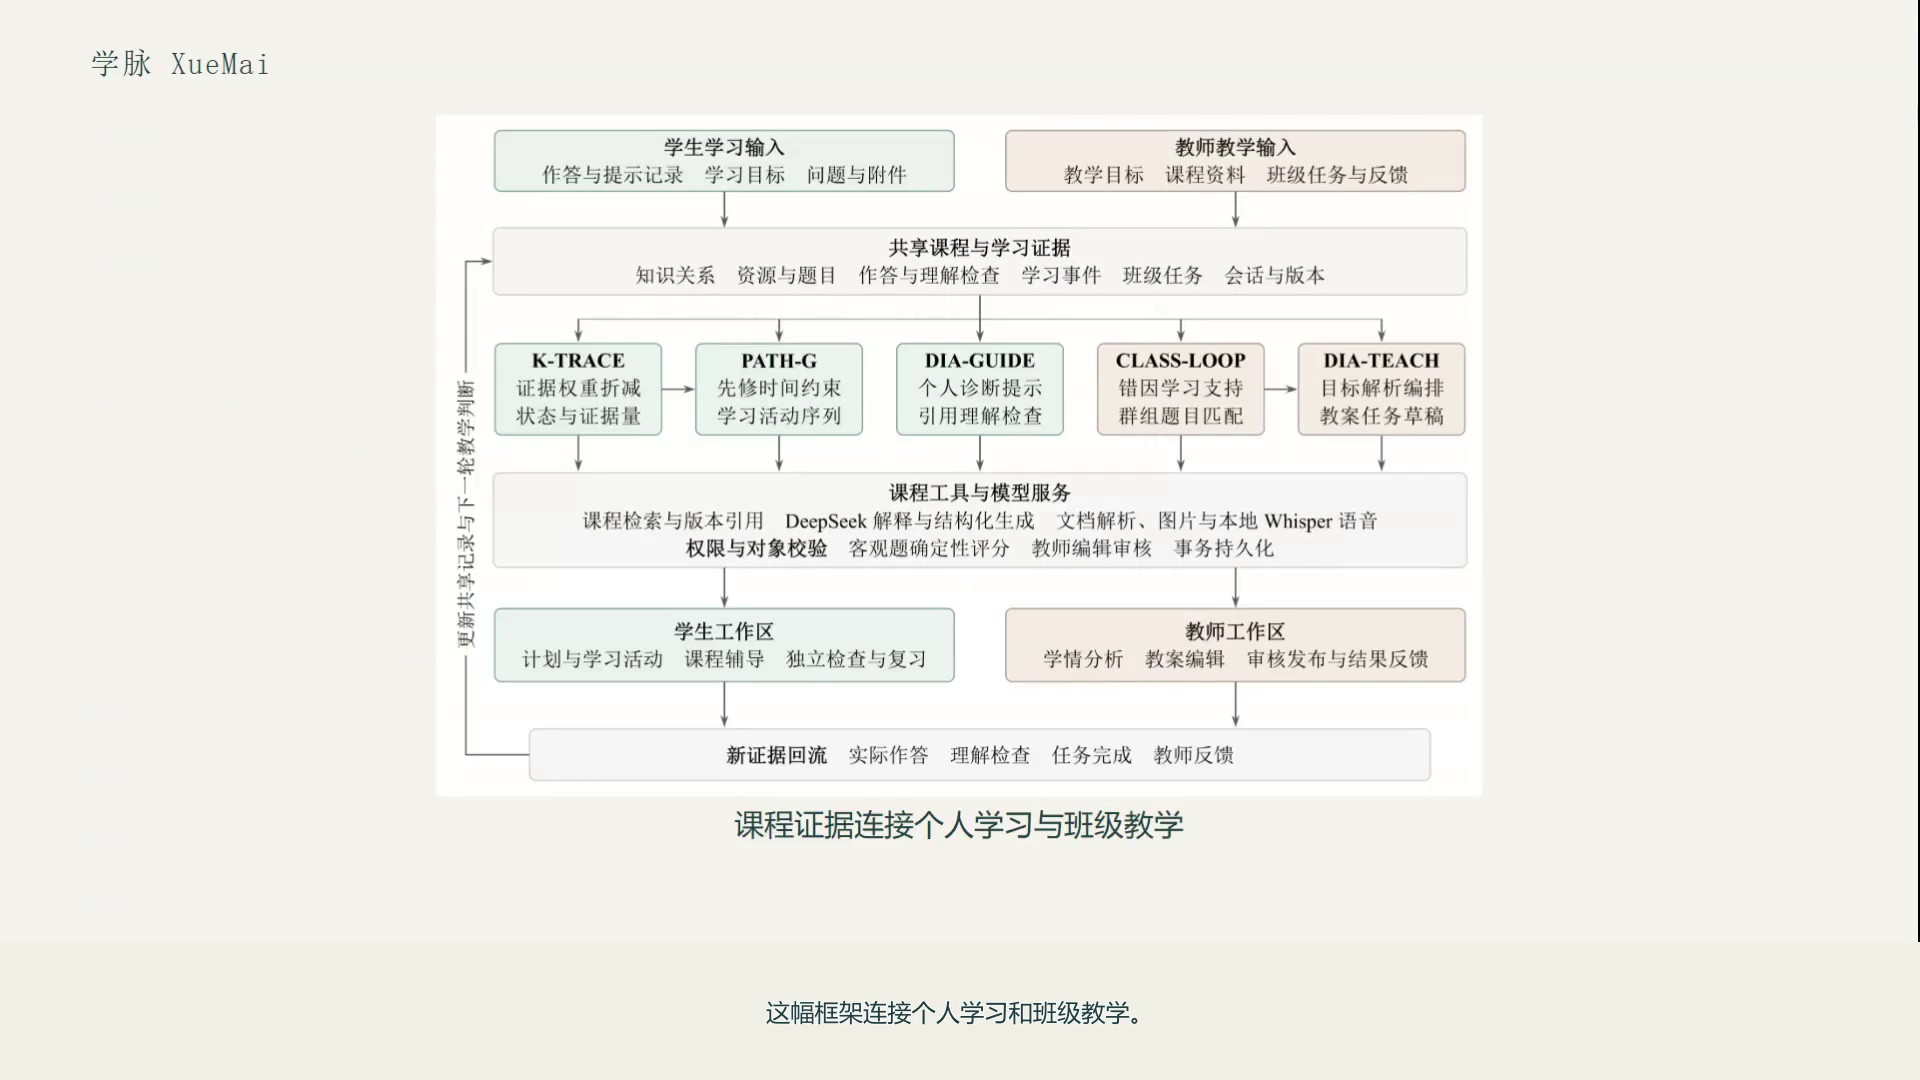 学脉 XueMai
学生学习输入
作答与提示记录 学习目标 问题与附件
教师教学输入
教学目标 课程资料 班级任务与反馈
共享课程与学习证据
知识关系 资源与题目 作答与理解检查 学习事件 班级任务 会话与版本
K-TRACE
证据权重折减
状态与证据量
PATH-G
先修时间约束
学习活动序列
DIA-GUIDE
个人诊断提示
引用理解检查
CLASS-LOOP
错因学习支持
群组题目匹配
DIA-TEACH
目标解析编排
教案任务草稿
更新共享记录与下一轮教学判断
课程工具与模型服务
课程检索与版本引用 DeepSeek 解释与结构化生成 文档解析、图片与本地 Whisper 语音
权限与对象校验 客观题确定性评分 教师编辑审核 事务持久化
学生工作区
计划与学习活动 课程辅导 独立检查与复习
教师工作区
学情分析 教案编辑 审核发布与结果反馈
新证据回流 实际作答 理解检查 任务完成 教师反馈
课程证据连接个人学习与班级教学
这幅框架连接个人学习和班级教学。